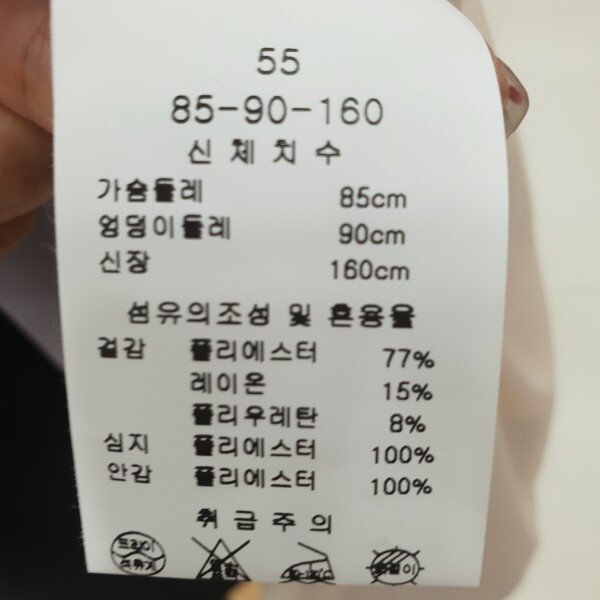 55
85-90-160
신체치수
가슴둘레 85cm
엉덩이둘레 90cm
신장 160cm
섬유의조성 및 혼용율
겉감 폴리에스터 77%
레이온 15%
폴리우레탄 8%
심지 폴리에스터 100%
안감 폴리에스터 100%
취급주의
드라이